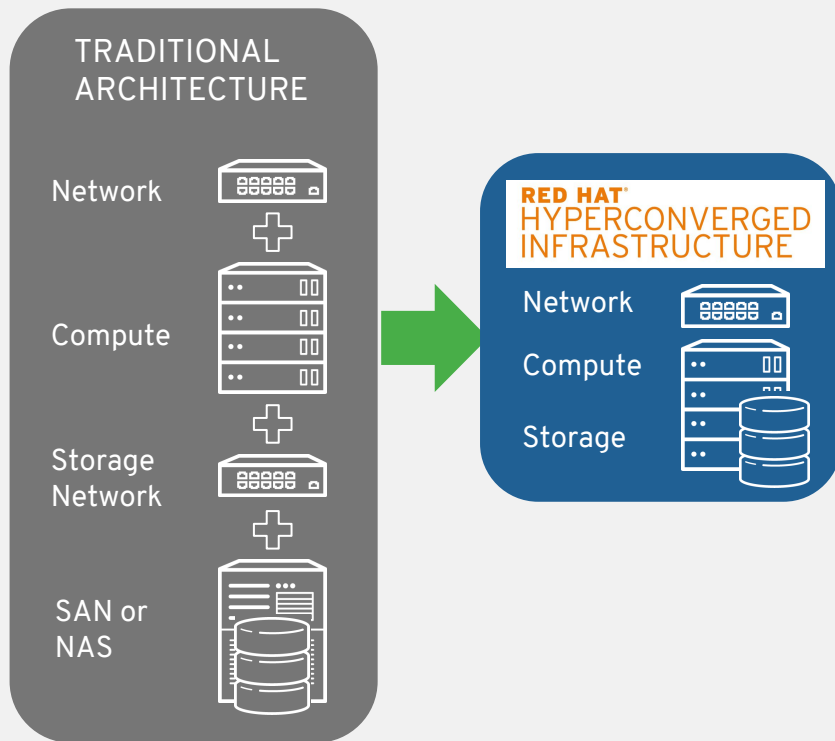 TRADITIONAL
ARCHITECTURE
Network
Compute
Storage
Network
SAN or
NAS
RED HAT®
HYPERCONVERGED
INFRASTRUCTURE
Network
Compute
Storage